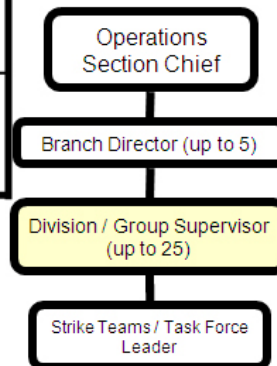 Operations
Section Chief
Branch Director (up to 5)
Division / Group Supervisor
(up to 25)
Strike Teams / Task Force
Leader